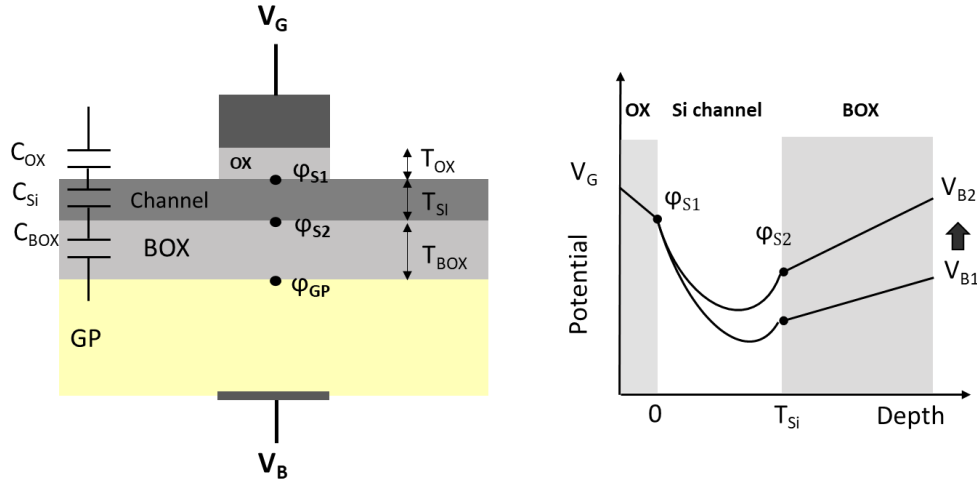 V_G
OX
C_OX
T_OX
φ_S1
C_Si
Channel
T_SI
φ_S2
C_BOX
BOX
T_BOX
φ_GP
GP
V_B
OX Si channel BOX
V_G
φ_S1
V_B2
φ_S2
V_B1
Potential
0 T_Si Depth